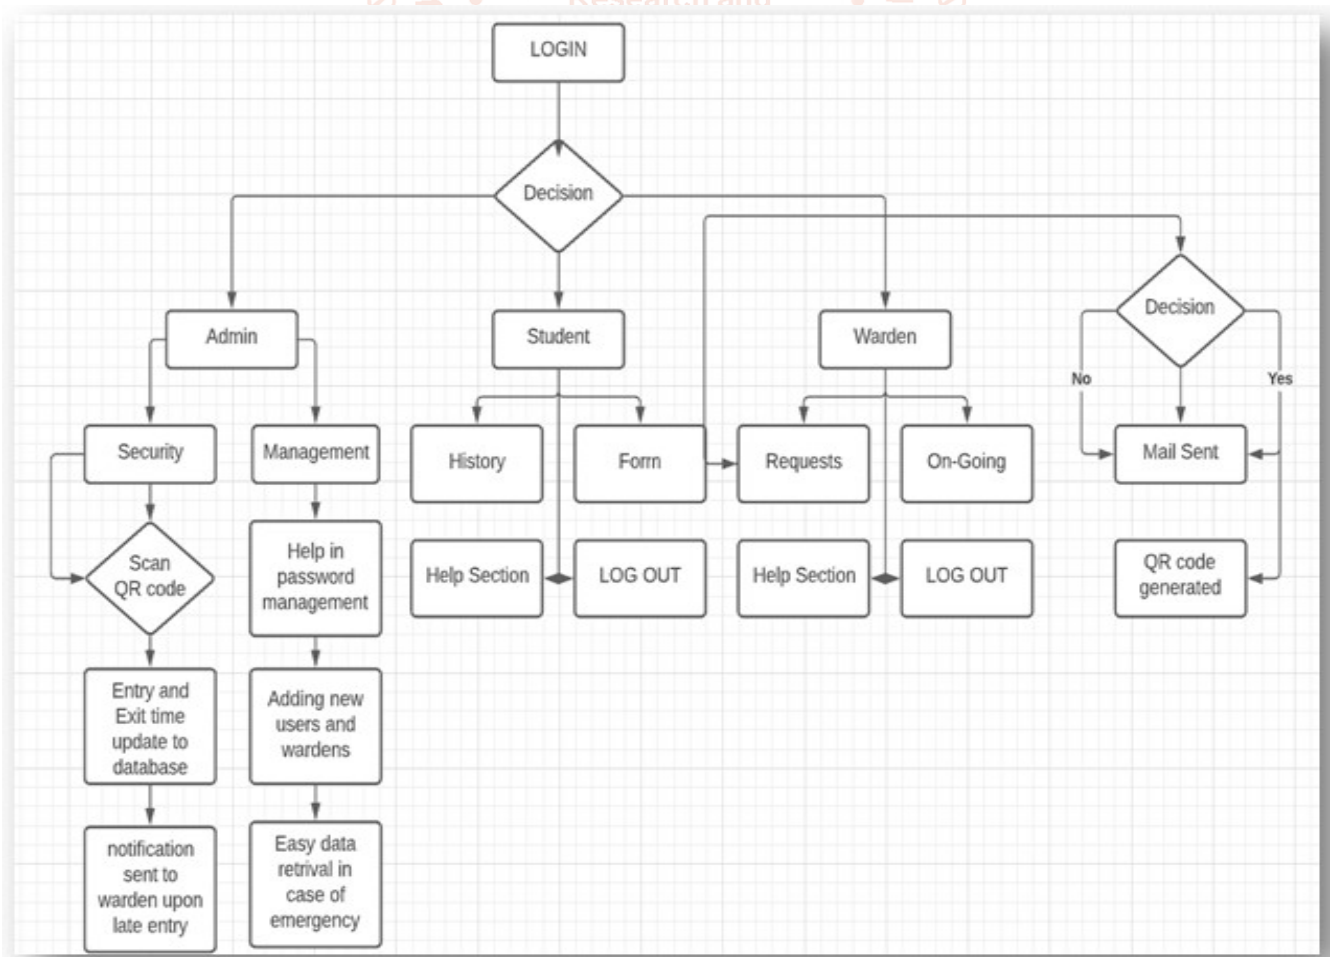 Research and
LOGIN
Decision
Admin
Student
Warden
Decision
No
Yes
Security
Management
History
Form
Requests
On-Going
Mail Sent
Scan
QR code
Help in
password
management
Help Section
LOG OUT
Help Section
LOG OUT
QR code
generated
Entry and
Exit time
update to
database
Adding new
users and
wardens
notification
sent to
warden upon
late entry
Easy data
retrival in
case of
emergency